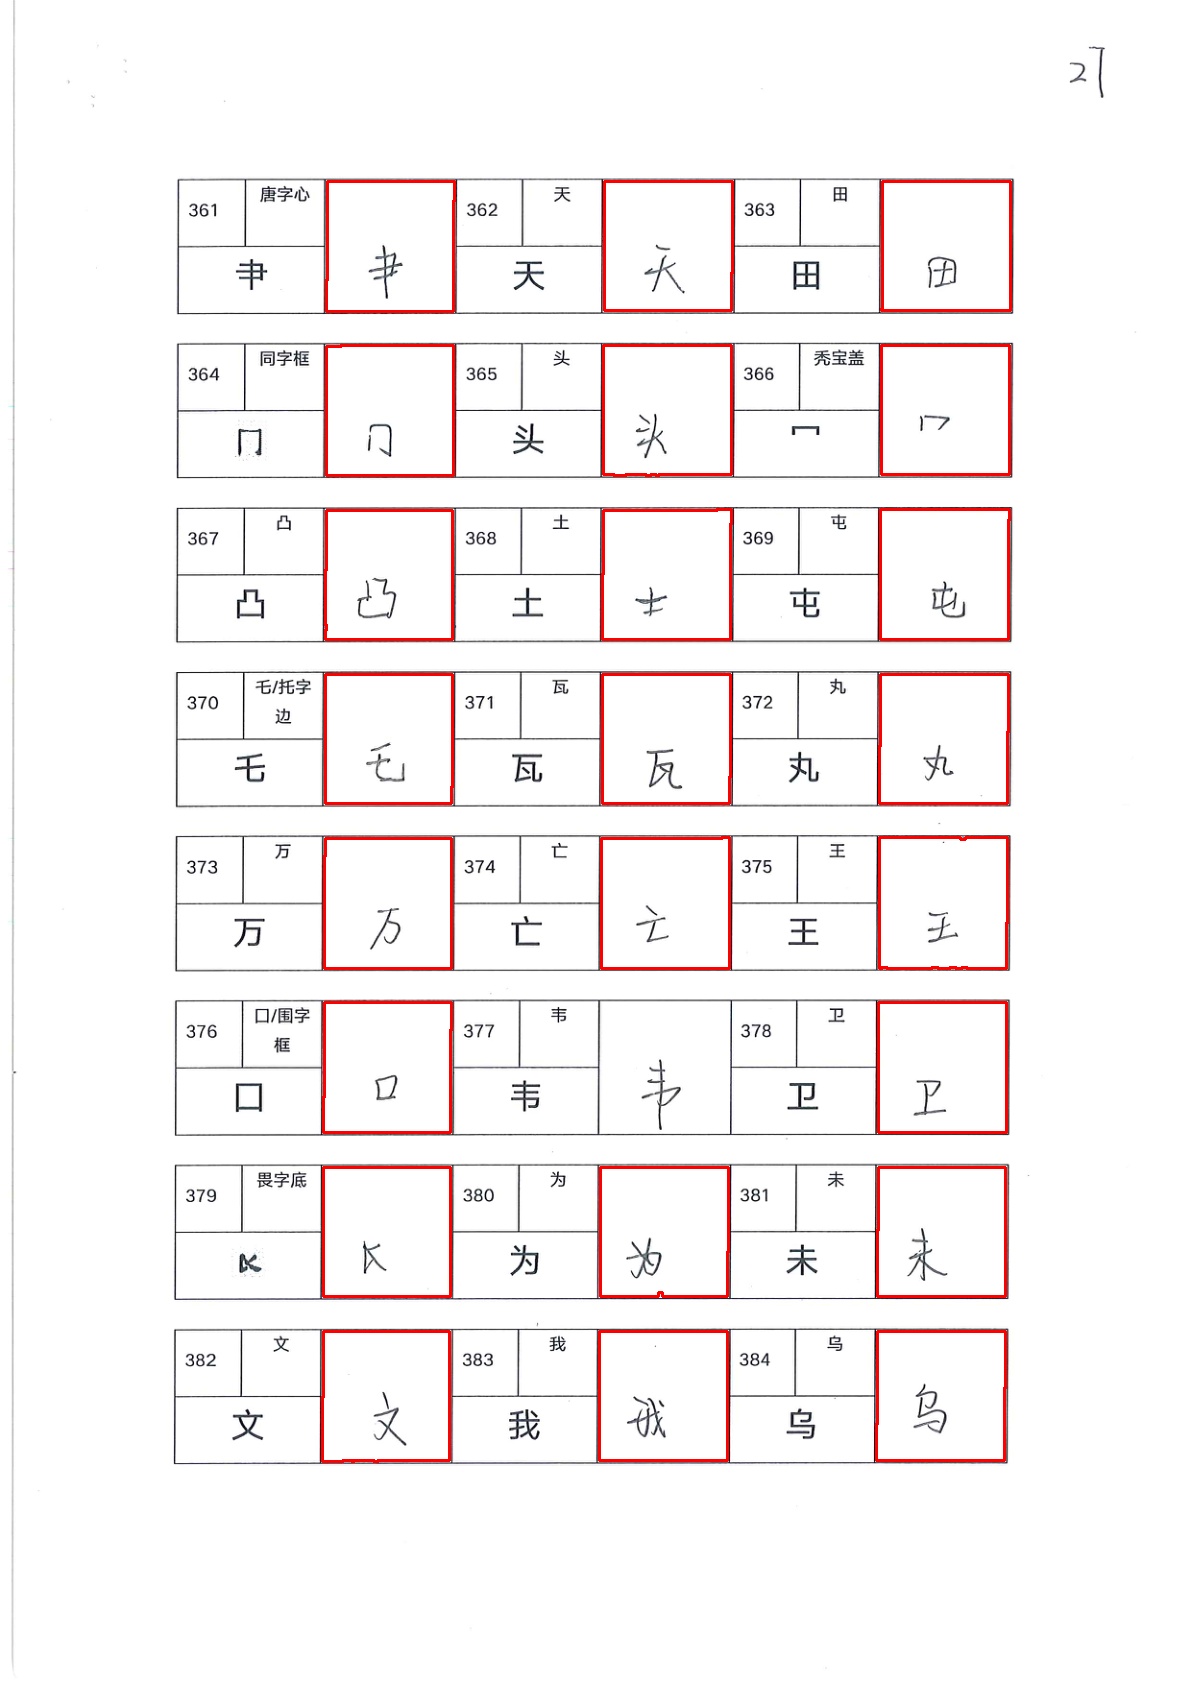 27
361 唐字心 肀 肀 362 天 天 天 363 田 田 田
364 同字框 冂 冂 365 头 头 头 366 秃宝盖 冖 冖
367 凸 凸 凸 368 土 土 土 369 屯 屯 屯
370 乇/托字边 乇 乇 371 瓦 瓦 瓦 372 丸 丸 丸
373 万 万 万 374 亡 亡 亡 375 王 王 王
376 囗/围字框 囗 囗 377 韦 韦 韦 378 卫 卫 卫
379 畏字底 380 为 为 为 381 未 未 未
382 文 文 文 383 我 我 我 384 乌 乌 乌